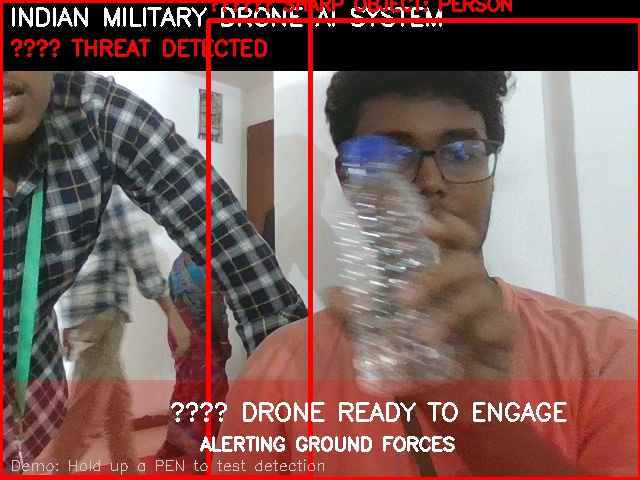 ????? SHARP OBJECT: PERSON
INDIAN MILITARY DRONE AI SYSTEM
???? THREAT DETECTED
???? DRONE READY TO ENGAGE
ALERTING GROUND FORCES
Demo: Hold up a PEN to test detection